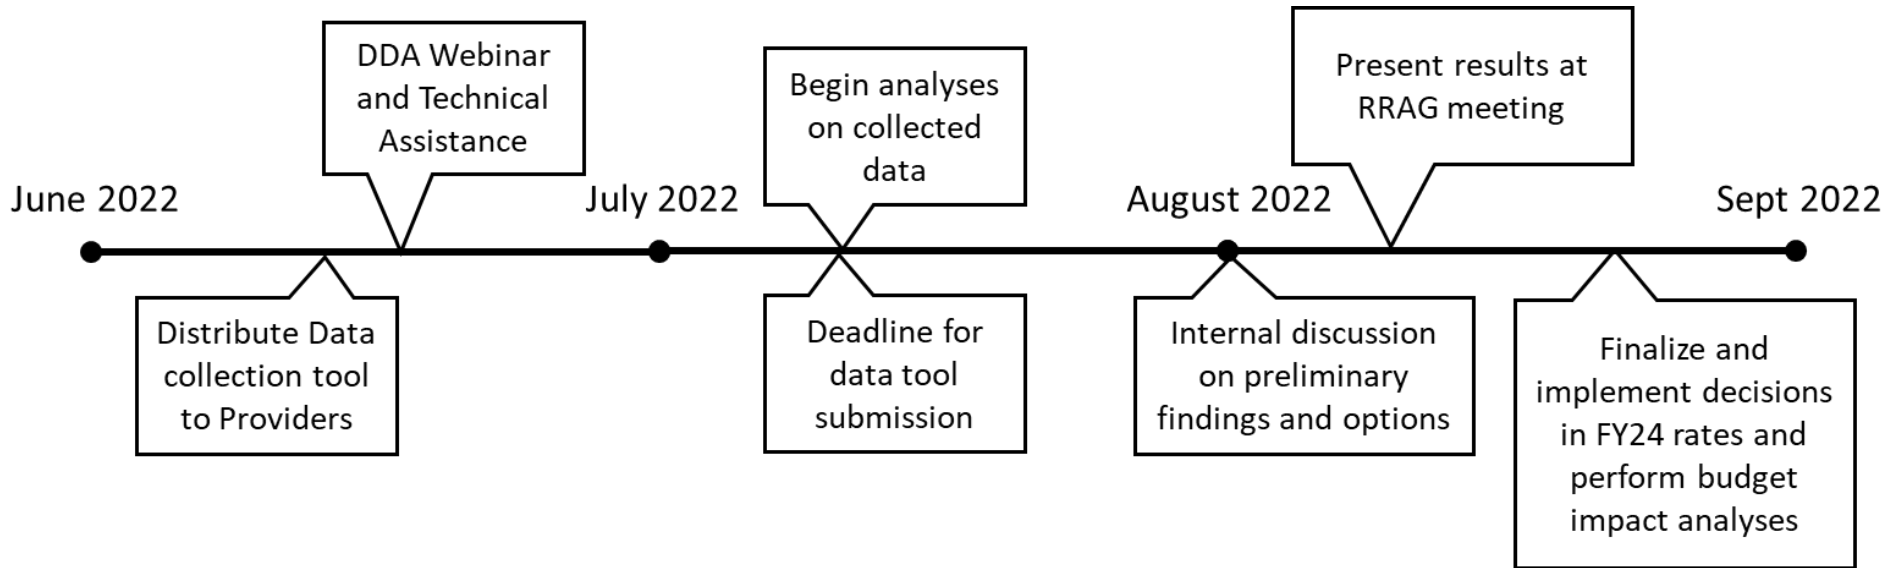 DDA Webinar
and Technical
Assistance
Begin analyses
on collected
data
Present results at
RRAG meeting
June 2022
July 2022
August 2022
Sept 2022
Distribute Data
collection tool
to Providers
Deadline for
data tool
submission
Internal discussion
on preliminary
findings and options
Finalize and
implement decisions
in FY24 rates and
perform budget
impact analyses